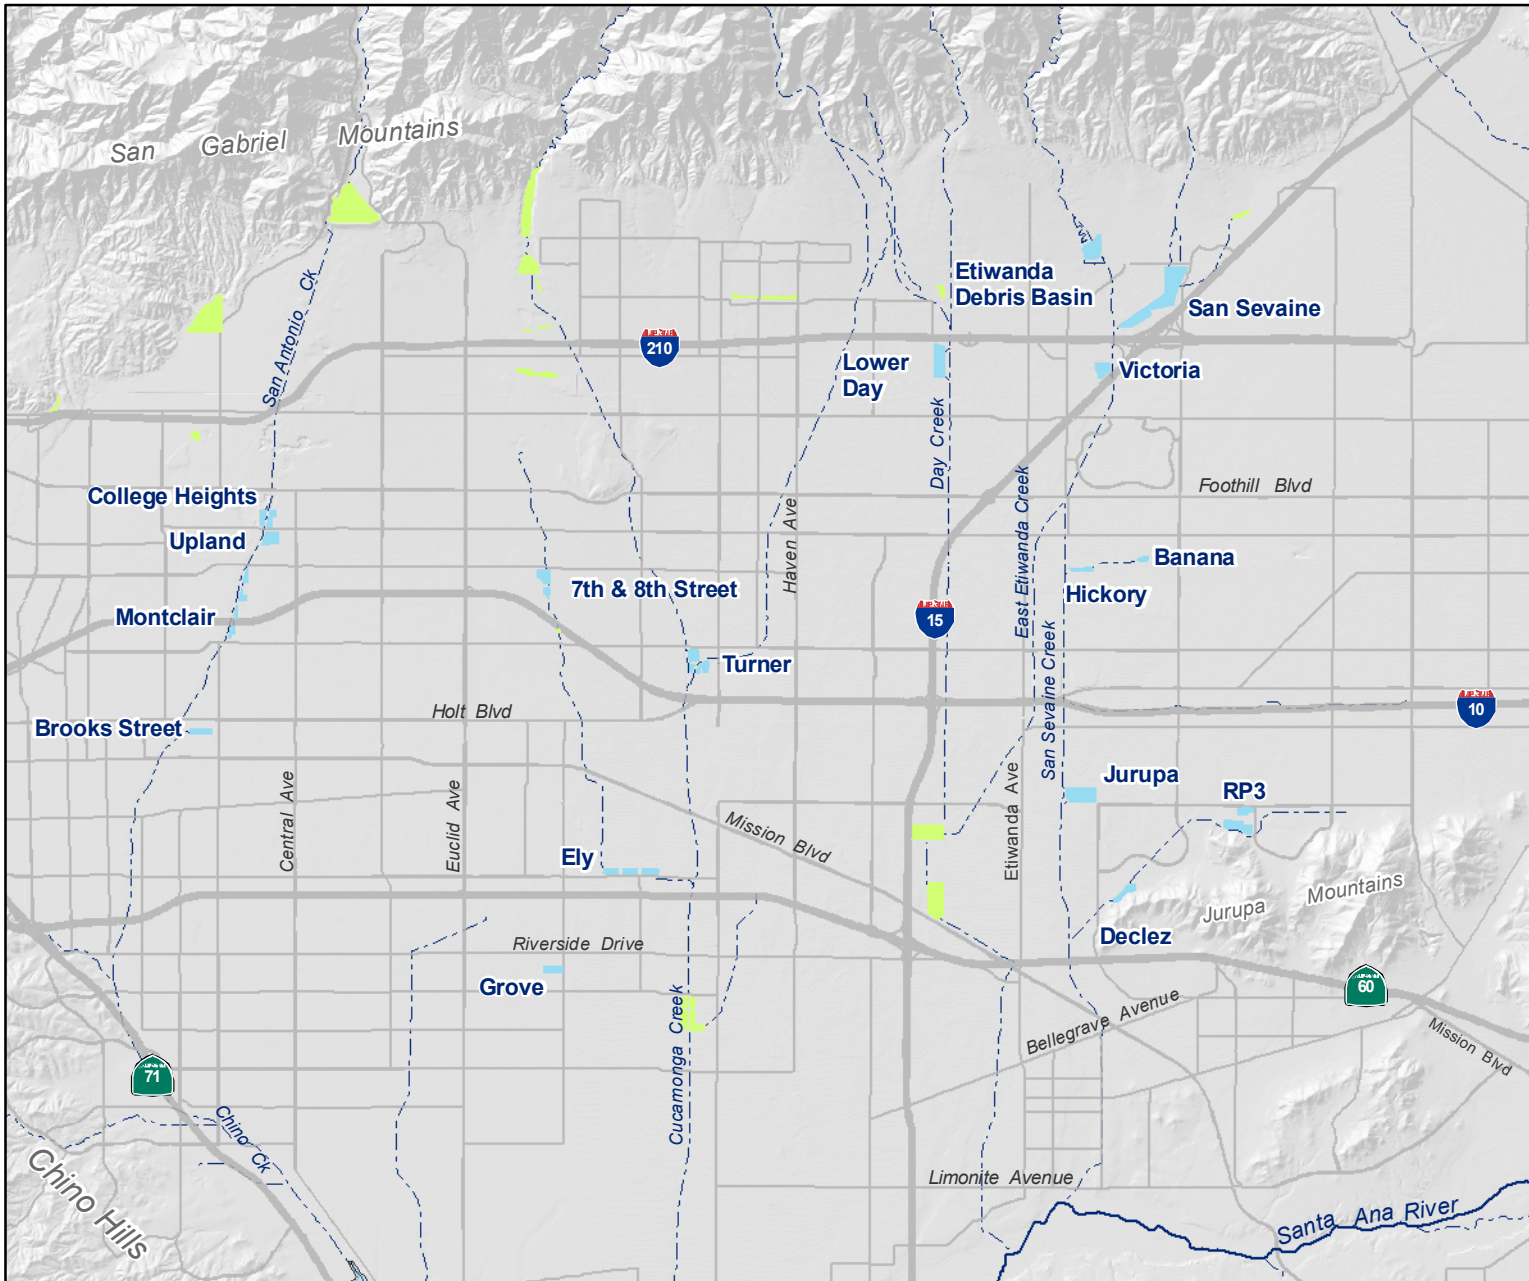 San Gabriel Mountains
San Antonio Ck
Etiwanda
Debris Basin
San Sevaine
210
Lower
Day
Victoria
Day Creek
College Heights
Upland
Foothill Blvd
Haven Ave
East Etiwanda Creek
Banana
7th & 8th Street
Hickory
Montclair
15
San Sevaine Creek
Turner
Holt Blvd
10
Brooks Street
Jurupa
RP3
Central Ave
Euclid Ave
Mission Blvd
Etiwanda Ave
Ely
Jurupa Mountains
Declez
Riverside Drive
Grove
60
Cucamonga Creek
Bellegrave Avenue
Mission Blvd
71
Chino Ck
Chino Hills
Limonite Avenue
Santa Ana River